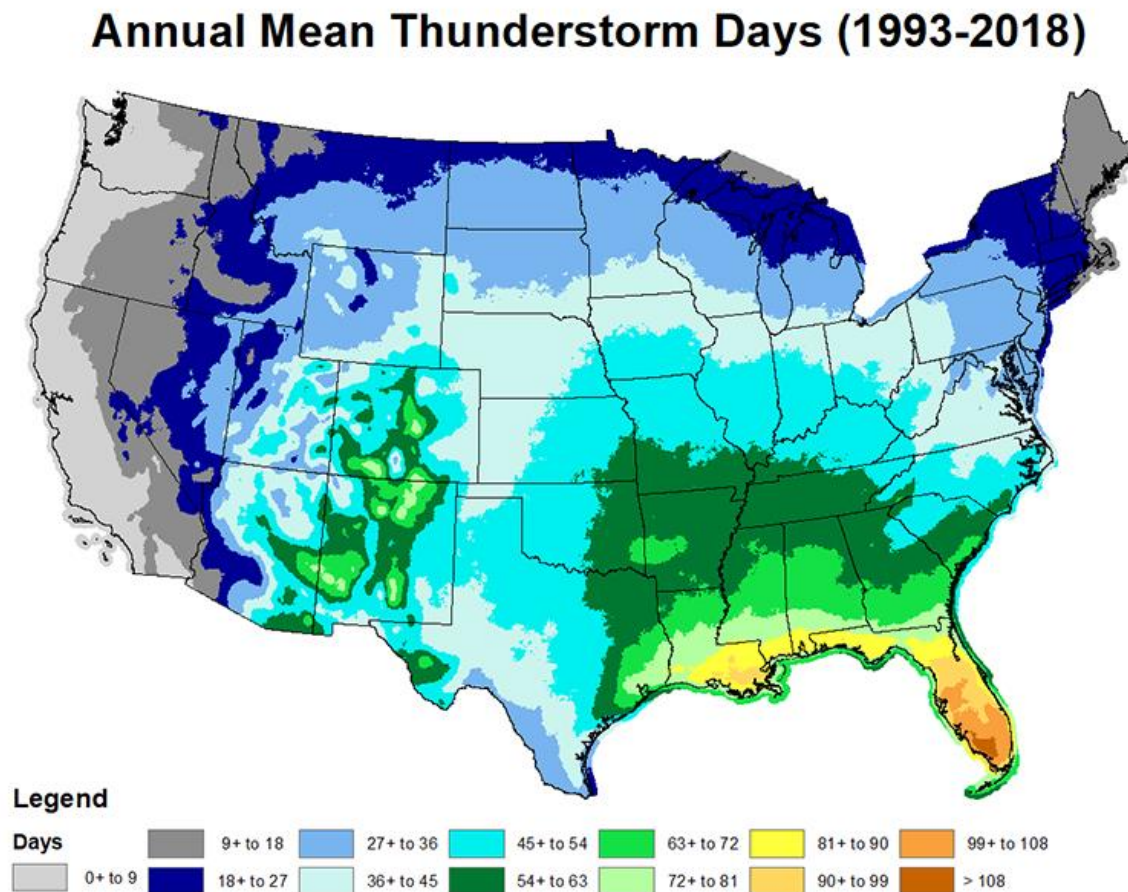 Annual Mean Thunderstorm Days (1993-2018)
Legend
Days
0+ to 9
9+ to 18
18+ to 27
27+ to 36
36+ to 45
45+ to 54
54+ to 63
63+ to 72
72+ to 81
81+ to 90
90+ to 99
99+ to 108
> 108